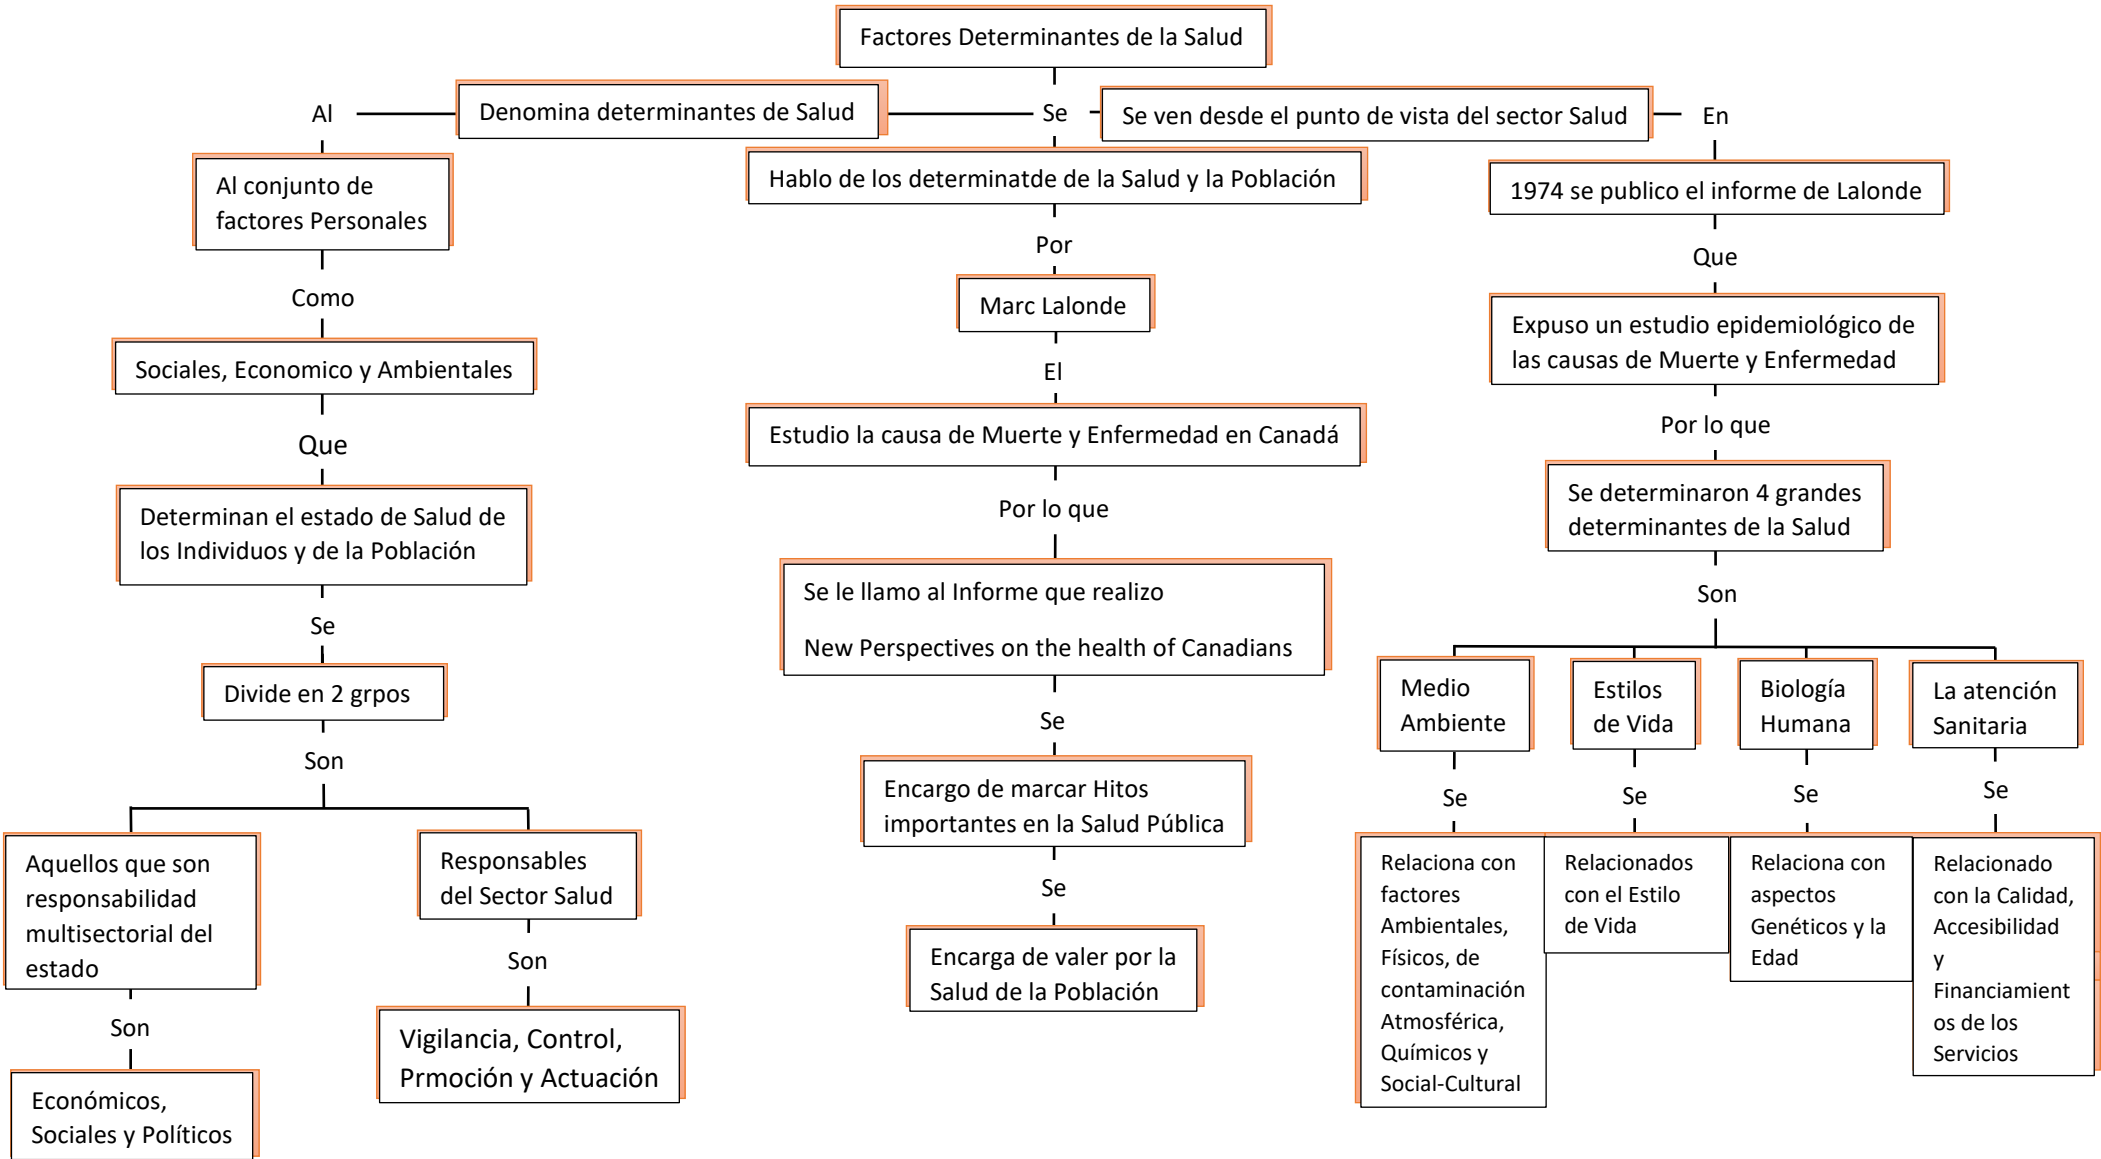 Factores Determinantes de la Salud
Al
Denomina determinantes de Salud
Se
Se ven desde el punto de vista del sector Salud
En
Al conjunto de
factores Personales
Como
Sociales, Economico y Ambientales
Que
Determinan el estado de Salud de
los Individuos y de la Población
Se
Divide en 2 grpos
Son
Aquellos que son
responsabilidad
multisectorial del
estado
Son
Económicos,
Sociales y Políticos
Responsables
del Sector Salud
Son
Vigilancia, Control,
Prmoción y Actuación
Hablo de los determinatde de la Salud y la Población
Por
Marc Lalonde
El
Estudio la causa de Muerte y Enfermedad en Canadá
Por lo que
Se le llamo al Informe que realizo
New Perspectives on the health of Canadians
Se
Encargo de marcar Hitos
importantes en la Salud Pública
Se
Encarga de valer por la
Salud de la Población
1974 se publico el informe de Lalonde
Que
Expuso un estudio epidemiológico de
las causas de Muerte y Enfermedad
Por lo que
Se determinaron 4 grandes
determinantes de la Salud
Son
Medio
Ambiente
Se
Relaciona con
factores
Ambientales,
Físicos, de
contaminación
Atmosférica,
Químicos y
Social-Cultural
Estilos
de Vida
Se
Relacionados
con el Estilo
de Vida
Biología
Humana
Se
Relaciona con
aspectos
Genéticos y la
Edad
La atención
Sanitaria
Se
Relacionado
con la Calidad,
Accesibilidad
y
Financiamient
os de los
Servicios